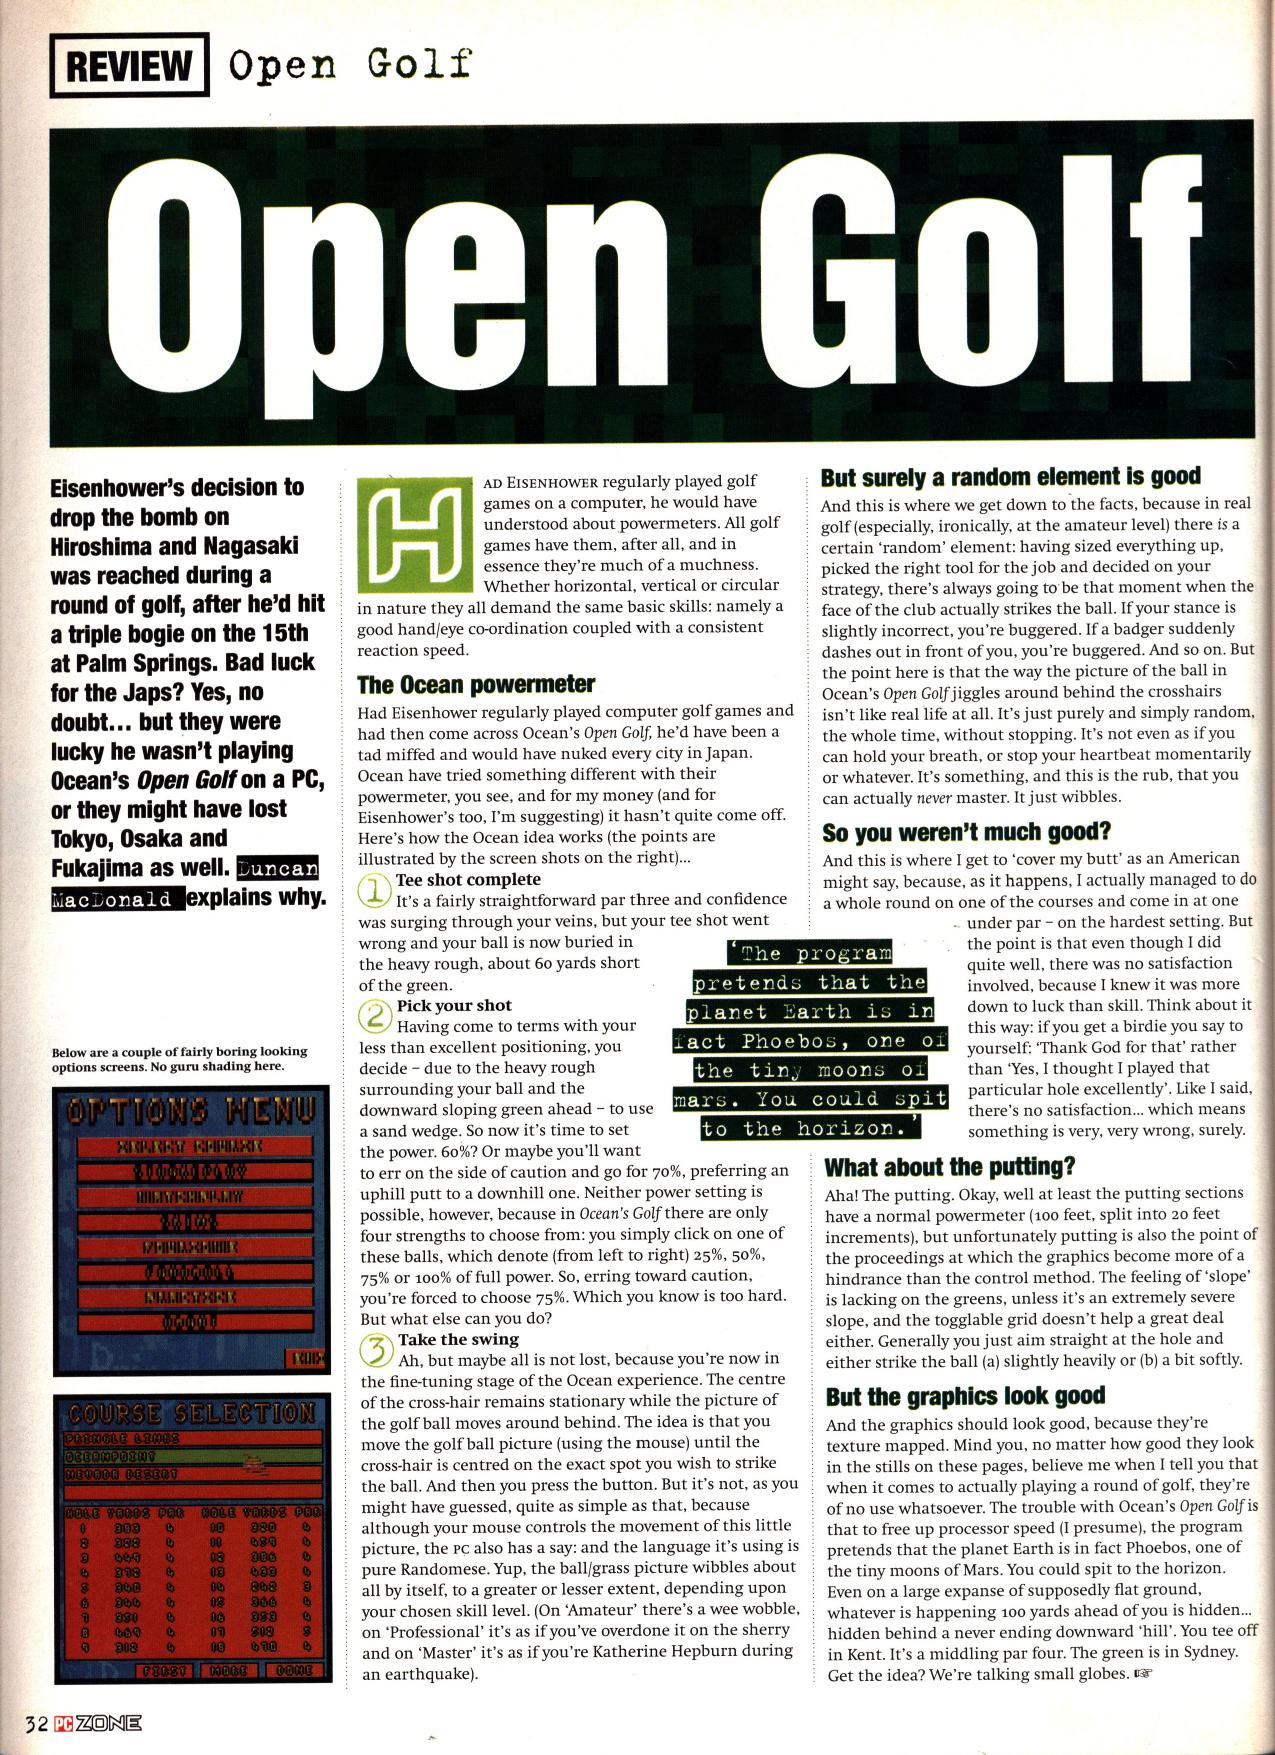 REVIEW Open Golf
Open Golf
Eisenhower's decision to
drop the bomb on
Hiroshima and Nagasaki
was reached during a
round of golf, after he'd hit
a triple bogie on the 15th
at Palm Springs. Bad luck
for the Japs? Yes, no
doubt... but they were
lucky he wasn't playing
Ocean's Open Golf on a PC,
or they might have lost
Tokyo, Osaka and
Fukajima as well. Duncan
MacDonald explains why.
Below are a couple of fairly boring looking
options screens. No guru shading here.
OPTIONS MENU
COURSE SELECTION
PRINGLE LINKS
OCEANPOINT
NEVADA DESERT
HOLE YARDS PAR HOLE YARDS PAR
FIRST MORE DONE
HAD EISENHOWER regularly played golf
games on a computer, he would have
understood about powermeters. All golf
games have them, after all, and in
essence they're much of a muchness.
Whether horizontal, vertical or circular
in nature they all demand the same basic skills: namely a
good hand/eye co-ordination coupled with a consistent
reaction speed.
The Ocean powermeter
Had Eisenhower regularly played computer golf games and
had then come across Ocean's Open Golf, he'd have been a
tad miffed and would have nuked every city in Japan.
Ocean have tried something different with their
powermeter, you see, and for my money (and for
Eisenhower's too, I'm suggesting) it hasn't quite come off.
Here's how the Ocean idea works (the points are
illustrated by the screen shots on the right)...
1 Tee shot complete
It's a fairly straightforward par three and confidence
was surging through your veins, but your tee shot went
wrong and your ball is now buried in
the heavy rough, about 60 yards short
of the green.
2 Pick your shot
Having come to terms with your
less than excellent positioning, you
decide – due to the heavy rough
surrounding your ball and the
downward sloping green ahead – to use
a sand wedge. So now it's time to set
the power. 60%? Or maybe you'll want
to err on the side of caution and go for 70%, preferring an
uphill putt to a downhill one. Neither power setting is
possible, however, because in Ocean's Golf there are only
four strengths to choose from: you simply click on one of
these balls, which denote (from left to right) 25%, 50%,
75% or 100% of full power. So, erring toward caution,
you're forced to choose 75%. Which you know is too hard.
But what else can you do?
3 Take the swing
Ah, but maybe all is not lost, because you're now in
the fine-tuning stage of the Ocean experience. The centre
of the cross-hair remains stationary while the picture of
the golf ball moves around behind. The idea is that you
move the golf ball picture (using the mouse) until the
cross-hair is centred on the exact spot you wish to strike
the ball. And then you press the button. But it's not, as you
might have guessed, quite as simple as that, because
although your mouse controls the movement of this little
picture, the PC also has a say: and the language it's using is
pure Randomese. Yup, the ball/grass picture wibbles about
all by itself, to a greater or lesser extent, depending upon
your chosen skill level. (On 'Amateur' there's a wee wobble,
on 'Professional' it's as if you've overdone it on the sherry
and on 'Master' it's as if you're Katherine Hepburn during
an earthquake).
'The program
pretends that the
planet Earth is in
fact Phoebos, one of
the tiny moons of
mars. You could spit
to the horizon.'
But surely a random element is good
And this is where we get down to the facts, because in real
golf (especially, ironically, at the amateur level) there is a
certain 'random' element: having sized everything up,
picked the right tool for the job and decided on your
strategy, there's always going to be that moment when the
face of the club actually strikes the ball. If your stance is
slightly incorrect, you're buggered. If a badger suddenly
dashes out in front of you, you're buggered. And so on. But
the point here is that the way the picture of the ball in
Ocean's Open Golf jiggles around behind the crosshairs
isn't like real life at all. It's just purely and simply random,
the whole time, without stopping. It's not even as if you
can hold your breath, or stop your heartbeat momentarily
or whatever. It's something, and this is the rub, that you
can actually never master. It just wibbles.
So you weren't much good?
And this is where I get to 'cover my butt' as an American
might say, because, as it happens, I actually managed to do
a whole round on one of the courses and come in at one
under par – on the hardest setting. But
the point is that even though I did
quite well, there was no satisfaction
involved, because I knew it was more
down to luck than skill. Think about it
this way: if you get a birdie you say to
yourself: 'Thank God for that' rather
than 'Yes, I thought I played that
particular hole excellently'. Like I said,
there's no satisfaction... which means
something is very, very wrong, surely.
What about the putting?
Aha! The putting. Okay, well at least the putting sections
have a normal powermeter (100 feet, split into 20 feet
increments), but unfortunately putting is also the point of
the proceedings at which the graphics become more of a
hindrance than the control method. The feeling of 'slope'
is lacking on the greens, unless it's an extremely severe
slope, and the togglable grid doesn't help a great deal
either. Generally you just aim straight at the hole and
either strike the ball (a) slightly heavily or (b) a bit softly.
But the graphics look good
And the graphics should look good, because they're
texture mapped. Mind you, no matter how good they look
in the stills on these pages, believe me when I tell you that
when it comes to actually playing a round of golf, they're
of no use whatsoever. The trouble with Ocean's Open Golf is
that to free up processor speed (I presume), the program
pretends that the planet Earth is in fact Phoebos, one of
the tiny moons of Mars. You could spit to the horizon.
Even on a large expanse of supposedly flat ground,
whatever is happening 100 yards ahead of you is hidden...
hidden behind a never ending downward 'hill'. You tee off
in Kent. It's a middling par four. The green is in Sydney.
Get the idea? We're talking small globes. ☞
32 PC ZONE